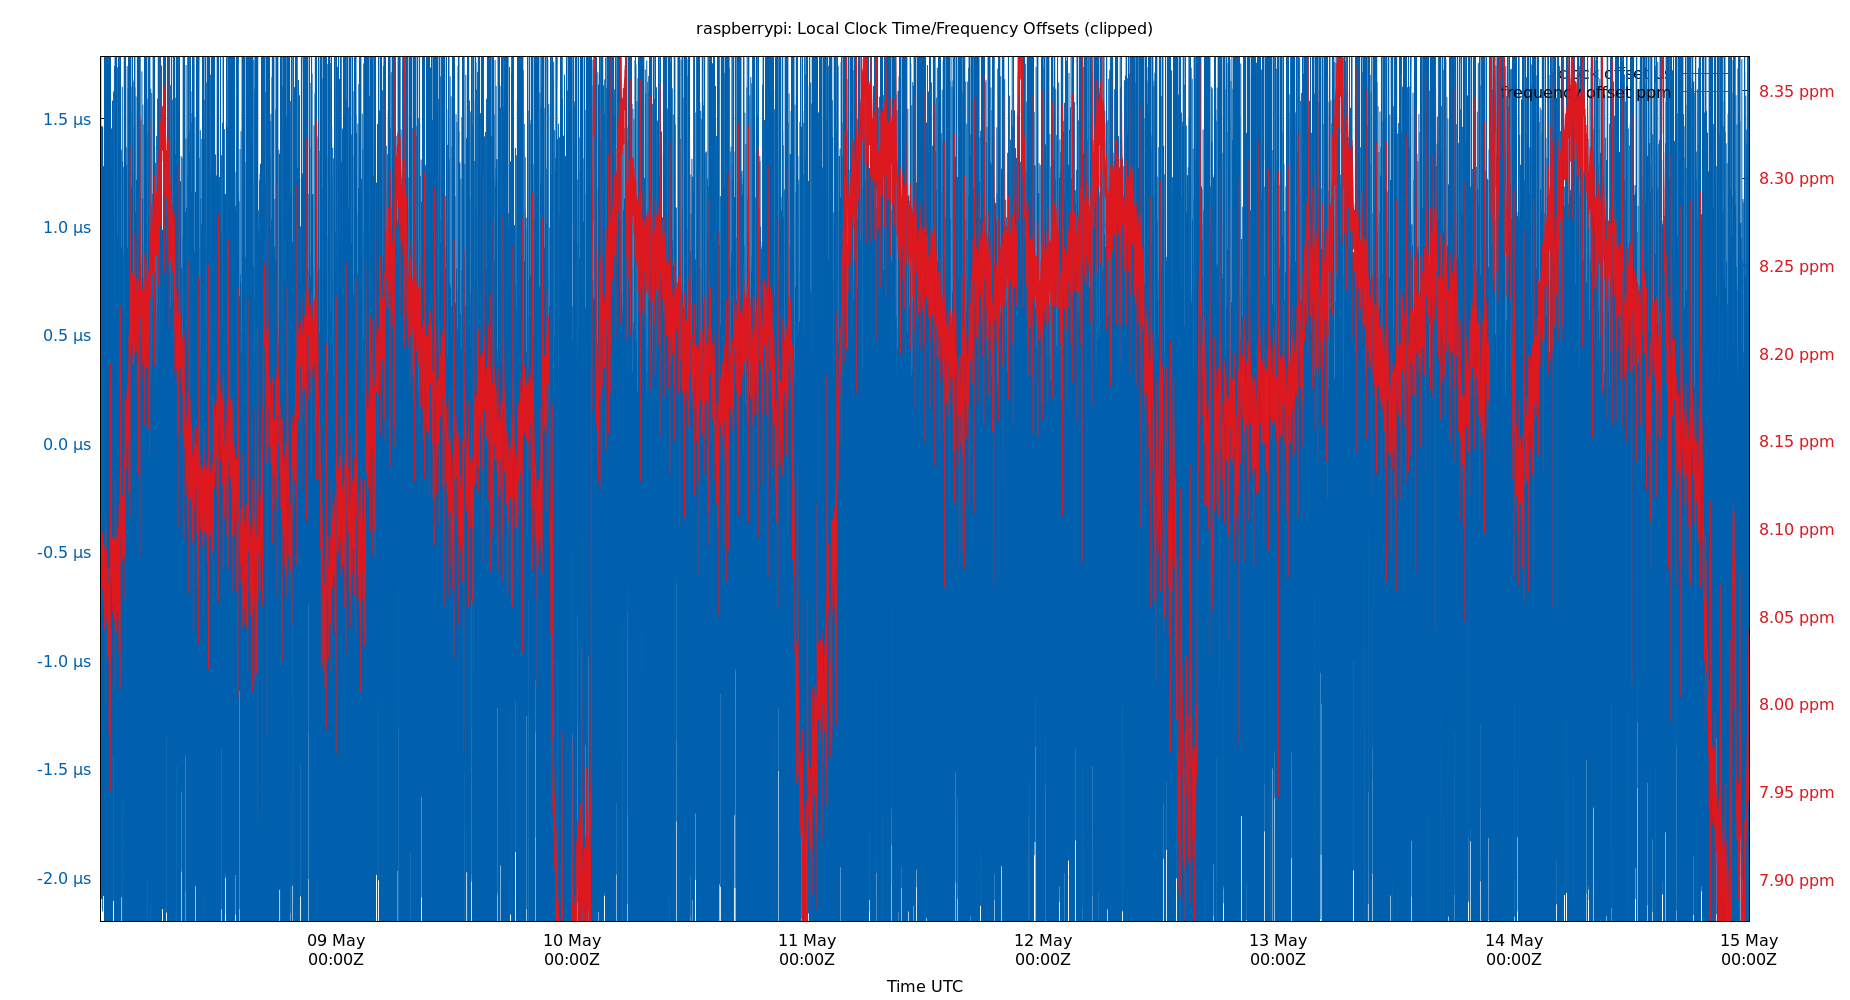 raspberrypi: Local Clock Time/Frequency Offsets (clipped)
clock offset μs
frequency offset ppm
1.5 μs
1.0 μs
0.5 μs
0.0 μs
-0.5 μs
-1.0 μs
-1.5 μs
-2.0 μs
8.35 ppm
8.30 ppm
8.25 ppm
8.20 ppm
8.15 ppm
8.10 ppm
8.05 ppm
8.00 ppm
7.95 ppm
7.90 ppm
09 May 10 May 11 May 12 May 13 May 14 May 15 May
00:00Z 00:00Z 00:00Z 00:00Z 00:00Z 00:00Z 00:00Z
Time UTC